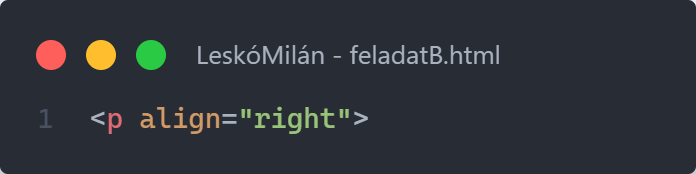 LeskóMilán - feladatB.html
1 <p align="right">